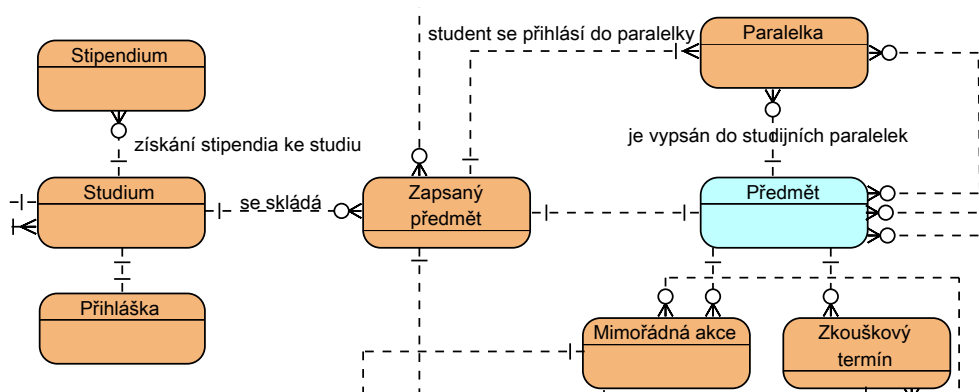 student se přihlásí do paralelky
Paralelka
Stipendium
získání stipendia ke studiu
je vypsán do studijních paralelek
Studium
se skládá
Zapsaný
předmět
Předmět
Přihláška
Mimořádná akce
Zkouškový
termín